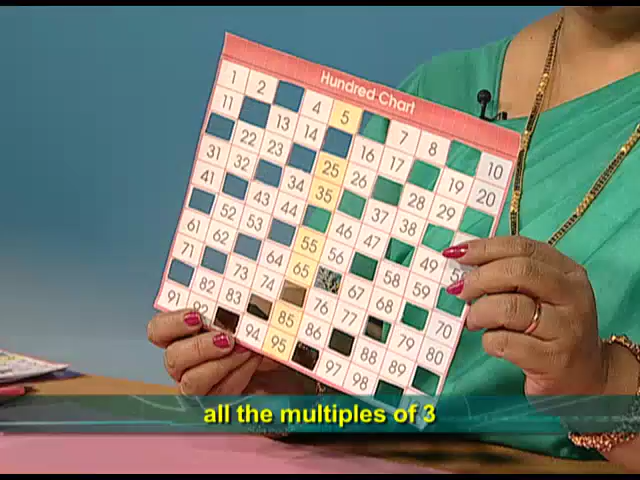 Hundred Chart
1 2 4 5 7 8 10
11 13 14 16 17 19 20
22 23 25 26 28 29
31 32 34 35 37 38
41 43 44 46 47 49
52 53 55 56 58 59
61 62 64 65 67 68 70
71 73 74 76 77 79 80
82 83 85 86 88 89
91 92 94 95 97 98
all the multiples of 3